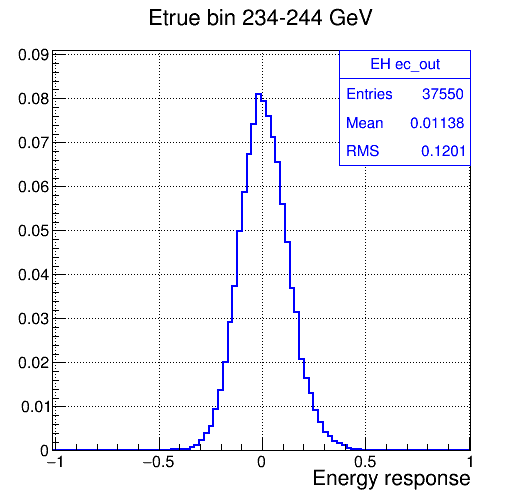 Etrue bin 234-244 GeV
EH ec_out
Entries 37550
Mean 0.01138
RMS 0.1201
0.09
0.08
0.07
0.06
0.05
0.04
0.03
0.02
0.01
0
−1 −0.5 0 0.5 1
Energy response